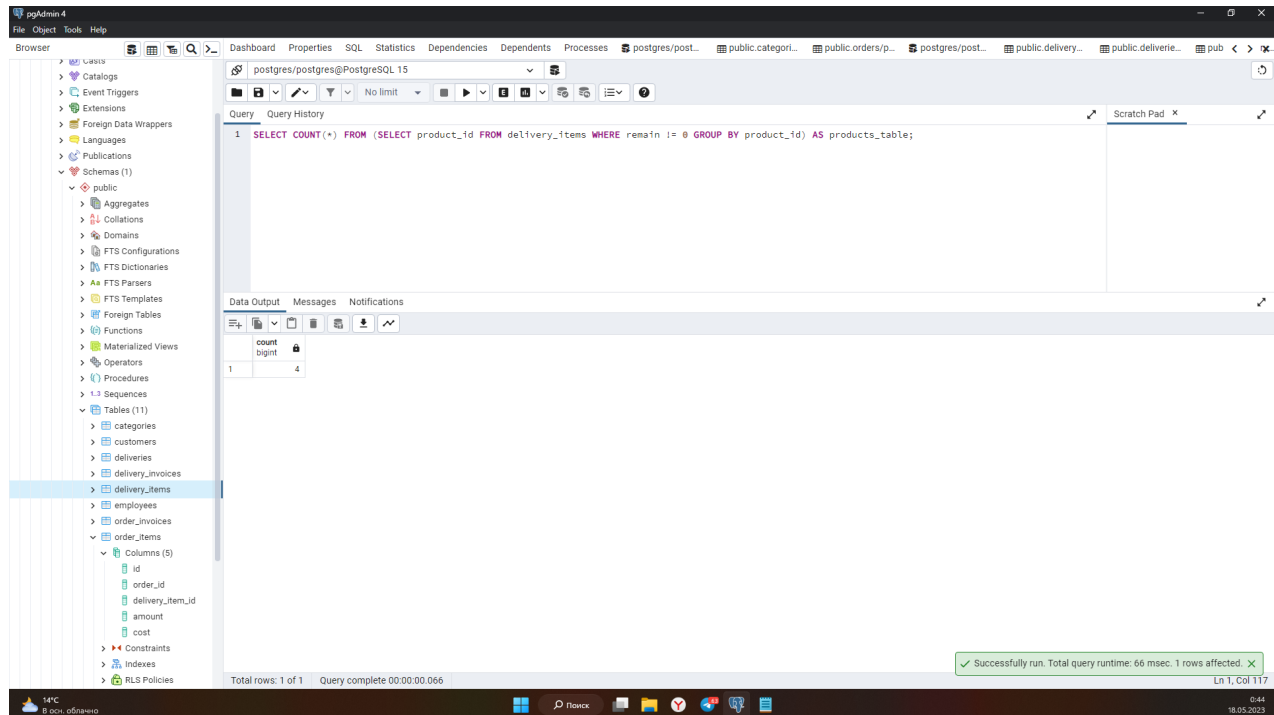 pgAdmin 4
File Object Tools Help
Browser
Dashboard Properties SQL Statistics Dependencies Dependents Processes postgres/post... public.categori... public.orders/p... postgres/post... public.delivery... public.deliverie... pub
Casts
Catalogs
Event Triggers
Extensions
Foreign Data Wrappers
Languages
Publications
Schemas (1)
public
Aggregates
Collations
Domains
FTS Configurations
FTS Dictionaries
Aa FTS Parsers
FTS Templates
Foreign Tables
Functions
Materialized Views
Operators
Procedures
1..3 Sequences
Tables (11)
categories
customers
deliveries
delivery_invoices
delivery_items
employees
order_invoices
order_items
Columns (5)
id
order_id
delivery_item_id
amount
cost
Constraints
Indexes
RLS Policies
postgres/postgres@PostgreSQL 15
No limit
Query Query History
Scratch Pad
1 SELECT COUNT(*) FROM (SELECT product_id FROM delivery_items WHERE remain != 0 GROUP BY product_id) AS products_table;
Data Output Messages Notifications
count
bigint
1 4
Successfully run. Total query runtime: 66 msec. 1 rows affected.
Total rows: 1 of 1 Query complete 00:00:00.066 Ln 1, Col 117
14°C
В осн. облачно
Поиск
0:44
18.05.2023